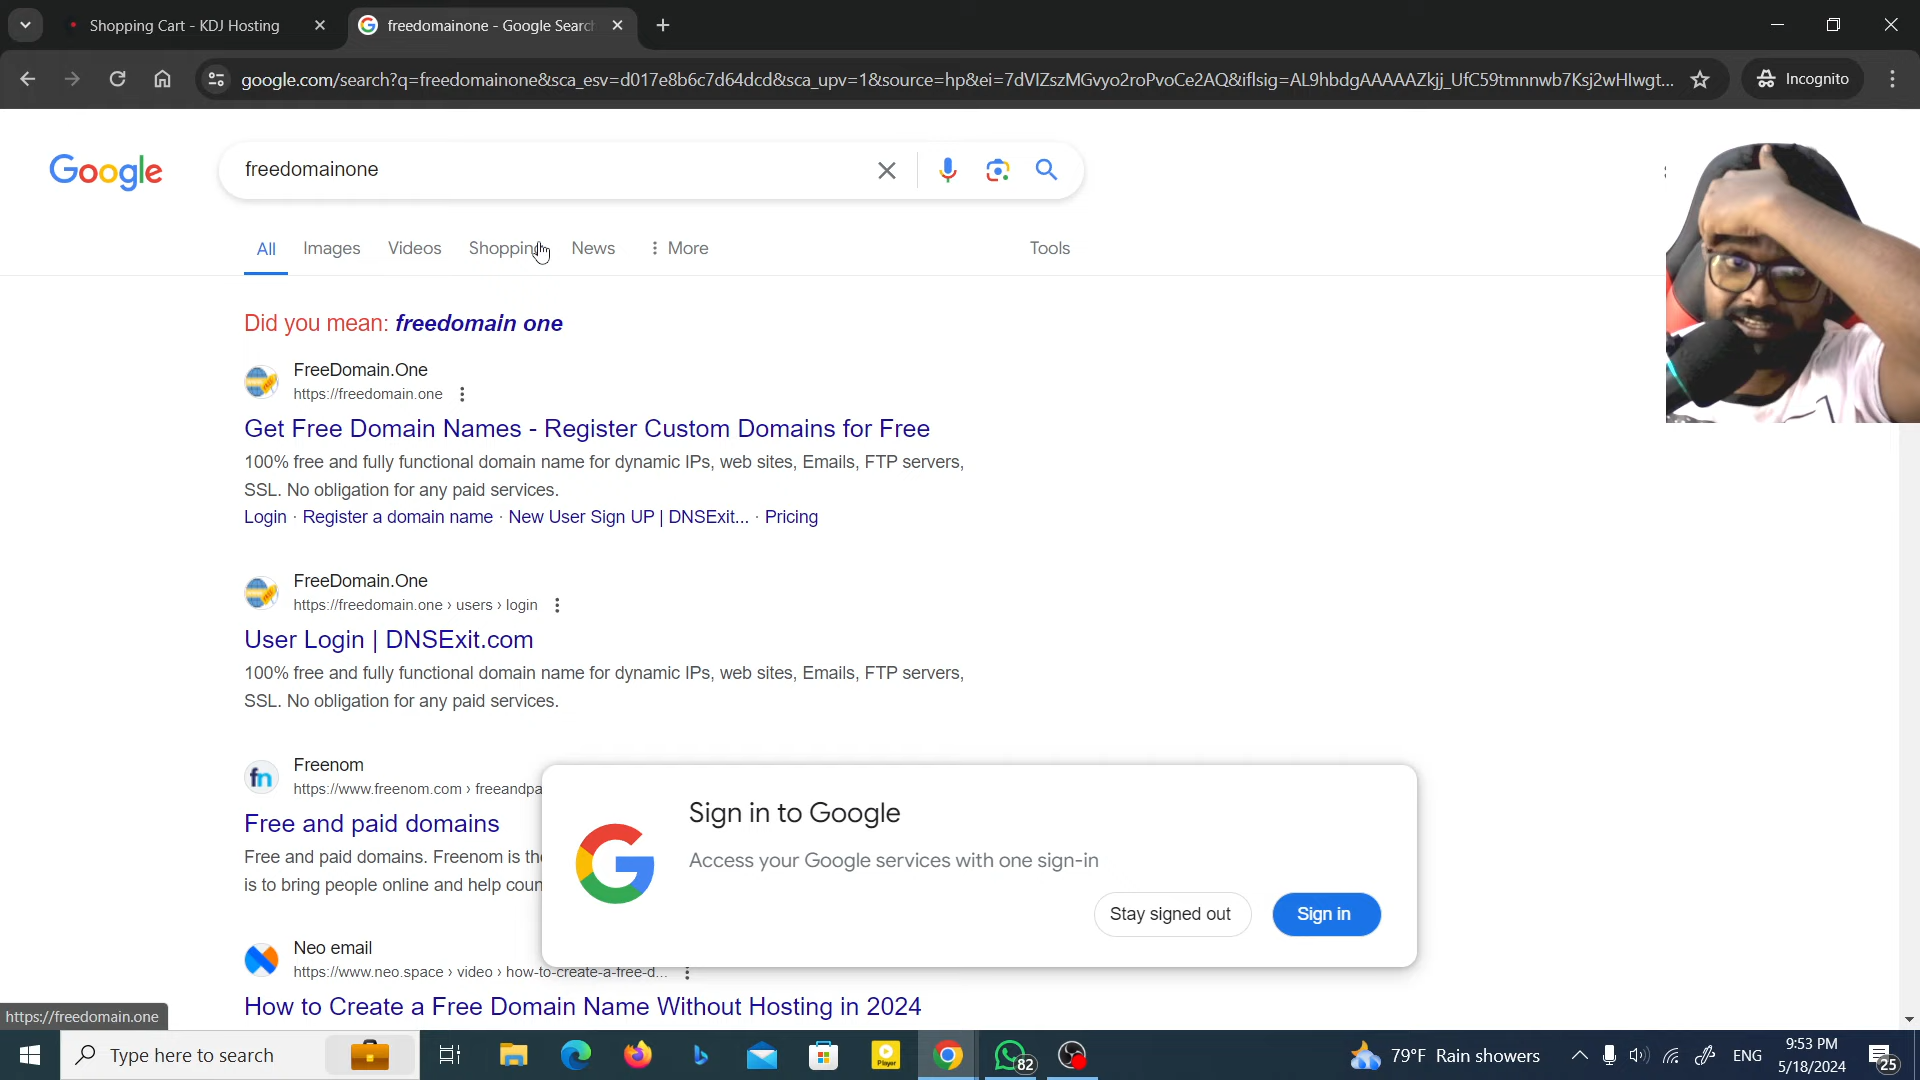 Shopping Cart - KDJ Hosting
freedomainone - Google Search
google.com/search?q=freedomainone&sca_esv=d017e8b6c7d64dcd&sca_upv=1&source=hp&ei=7dVIZszMGvyo2roPvoCe2AQ&iflsig=AL9hbdgAAAAAZkjj_UfC59tmnnwb7Ksj2wHlwgt...
Incognito
Google
freedomainone
All
Images
Videos
Shopping
News
More
Tools
Did you mean: freedomain one
FreeDomain.One
https://freedomain.one
Get Free Domain Names - Register Custom Domains for Free
100% free and fully functional domain name for dynamic IPs, web sites, Emails, FTP servers,
SSL. No obligation for any paid services.
Login · Register a domain name · New User Sign UP | DNSExit... · Pricing
FreeDomain.One
https://freedomain.one › users › login
User Login | DNSExit.com
100% free and fully functional domain name for dynamic IPs, web sites, Emails, FTP servers,
SSL. No obligation for any paid services.
fn
Freenom
https://www.freenom.com › freeandpa
Free and paid domains
Free and paid domains. Freenom is the
is to bring people online and help coun
Sign in to Google
Access your Google services with one sign-in
Stay signed out
Sign in
Neo email
https://www.neo.space › video › how-to-create-a-free-d...
How to Create a Free Domain Name Without Hosting in 2024
https://freedomain.one
Type here to search
Player
82
79°F Rain showers
ENG
9:53 PM
5/18/2024
25